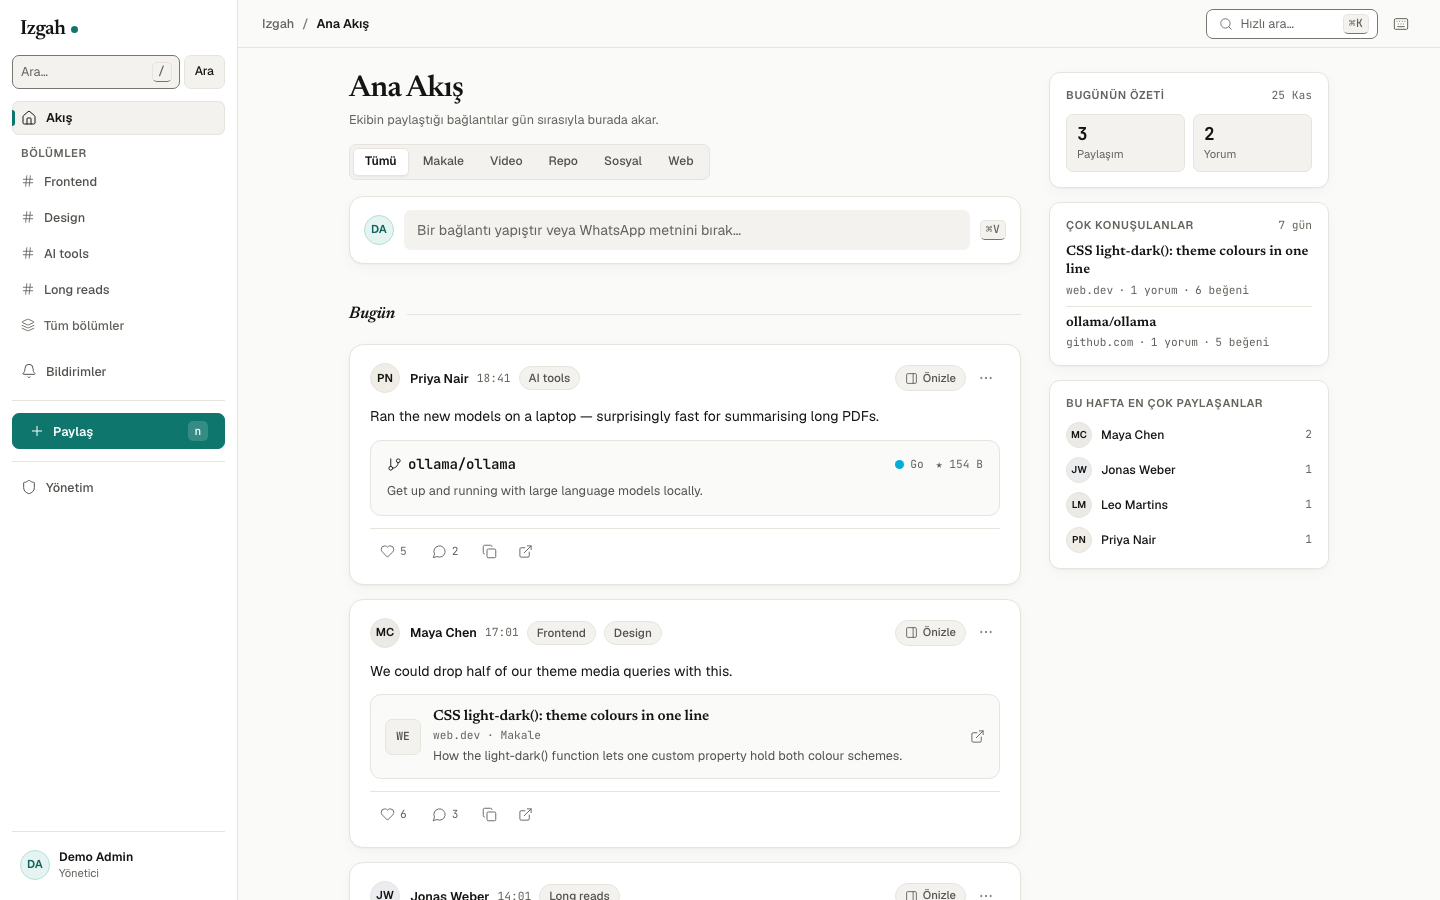 Izgah
Ara... /
Ara
Akış
BÖLÜMLER
# Frontend
# Design
# AI tools
# Long reads
Tüm bölümler
Bildirimler
+ Paylaş n
Yönetim
DA
Demo Admin
Yönetici
Izgah / Ana Akış
Hızlı ara... ⌘K
Ana Akış
Ekibin paylaştığı bağlantılar gün sırasıyla burada akar.
Tümü Makale Video Repo Sosyal Web
DA Bir bağlantı yapıştır veya WhatsApp metnini bırak... ⌘V
Bugün
PN Priya Nair 18:41 AI tools Önizle ...
Ran the new models on a laptop — surprisingly fast for summarising long PDFs.
ollama/ollama Go ★ 154 B
Get up and running with large language models locally.
5 2
MC Maya Chen 17:01 Frontend Design Önizle ...
We could drop half of our theme media queries with this.
WE
CSS light-dark(): theme colours in one line
web.dev · Makale
How the light-dark() function lets one custom property hold both colour schemes.
6 3
JW Jonas Weber 14:01 Long reads Önizle ...
BUGÜNÜN ÖZETİ 25 Kas
3 2
Paylaşım Yorum
ÇOK KONUŞULANLAR 7 gün
CSS light-dark(): theme colours in one
line
web.dev · 1 yorum · 6 beğeni
ollama/ollama
github.com · 1 yorum · 5 beğeni
BU HAFTA EN ÇOK PAYLAŞANLAR
MC Maya Chen 2
JW Jonas Weber 1
LM Leo Martins 1
PN Priya Nair 1